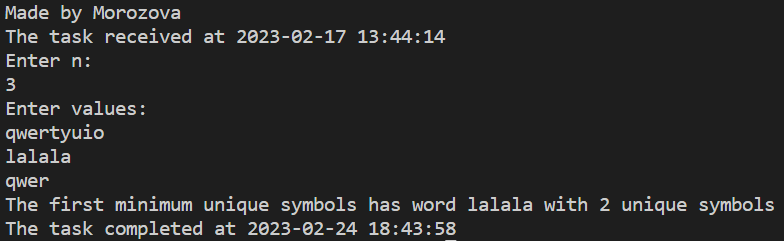 Made by Morozova
The task received at 2023-02-17 13:44:14
Enter n:
3
Enter values:
qwertyuio
lalala
qwer
The first minimum unique symbols has word lalala with 2 unique symbols
The task completed at 2023-02-24 18:43:58